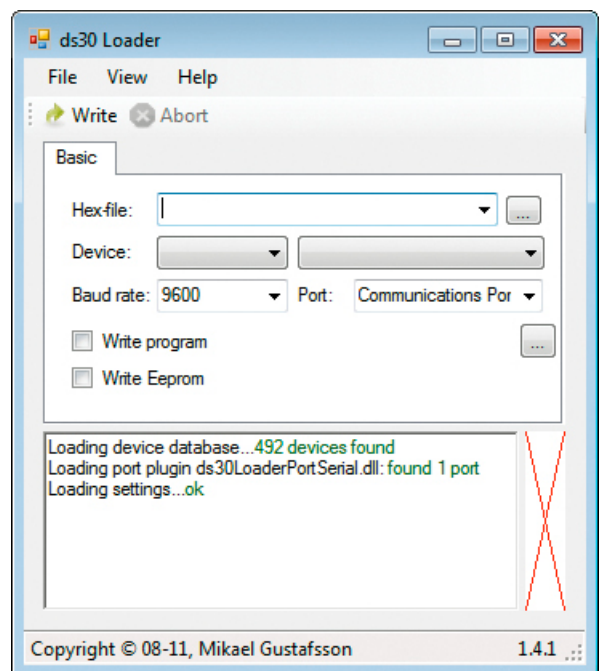 ds30 Loader
File View Help
Write Abort
Basic
Hex-file: ...
Device:
Baud rate: 9600 Port: Communications Por
Write program ...
Write Eeprom
Loading device database...492 devices found
Loading port plugin ds30LoaderPortSerial.dll: found 1 port
Loading settings...ok
Copyright © 08-11, Mikael Gustafsson 1.4.1